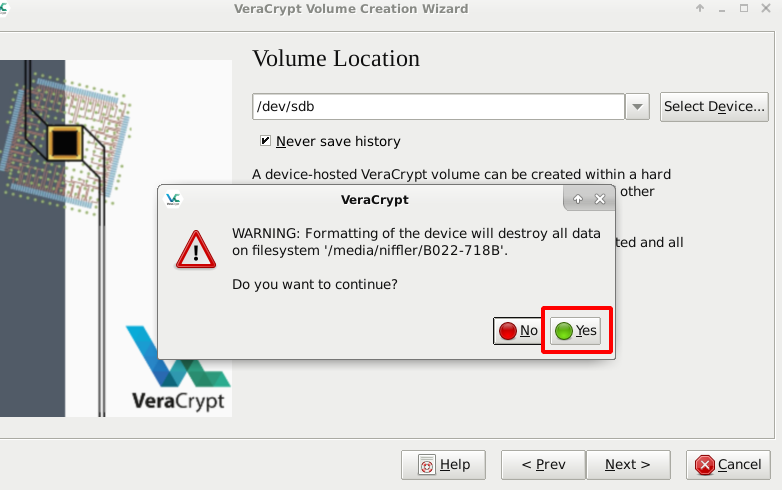 VeraCrypt Volume Creation Wizard
Volume Location
/dev/sdb
Select Device...
Never save history
A device-hosted VeraCrypt volume can be created within a hard
other
ted and all
VeraCrypt
WARNING: Formatting of the device will destroy all data
on filesystem '/media/niffler/B022-718B'.
Do you want to continue?
No
Yes
VeraCrypt
Help
< Prev
Next >
Cancel